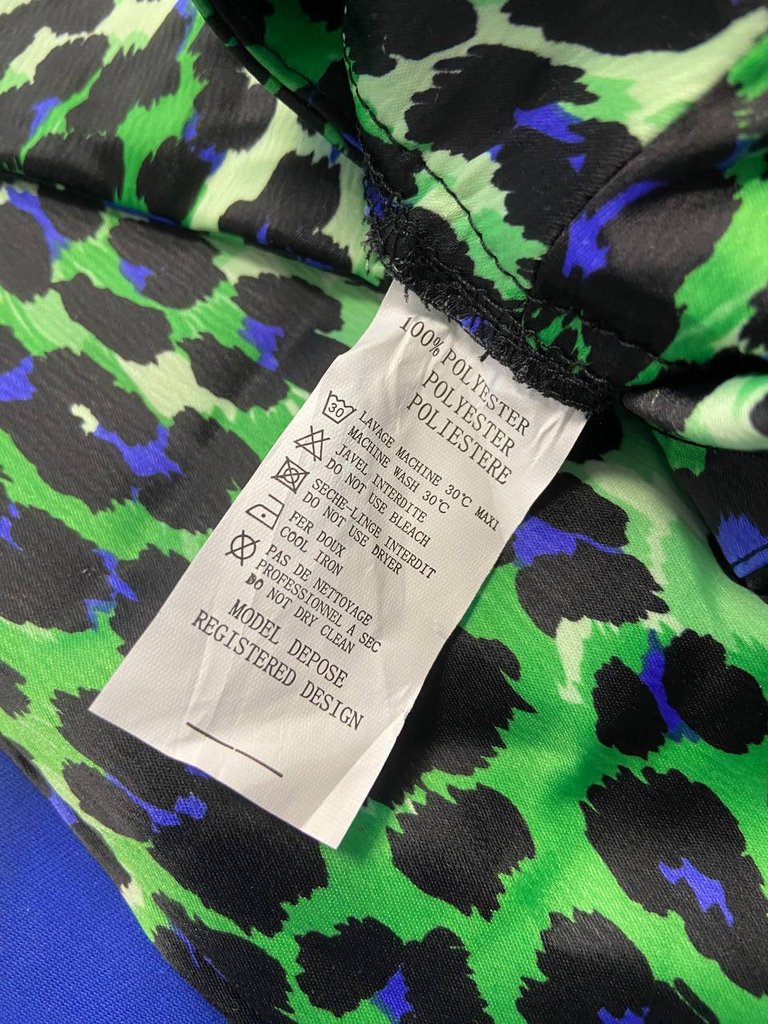 100% POLYESTER
POLYESTER
POLIESTERE
30
LAVAGE MACHINE 30℃ MAXI
MACHINE WASH 30℃
JAVEL INTERDITE
DO NOT USE BLEACH
SECHE-LINGE INTERDIT
DO NOT USE DRYER
FER DOUX
COOL IRON
PAS DE NETTOYAGE
PROFESSIONNEL A SEC
DO NOT DRY CLEAN
MODEL DEPOSE
REGISTERED DESIGN